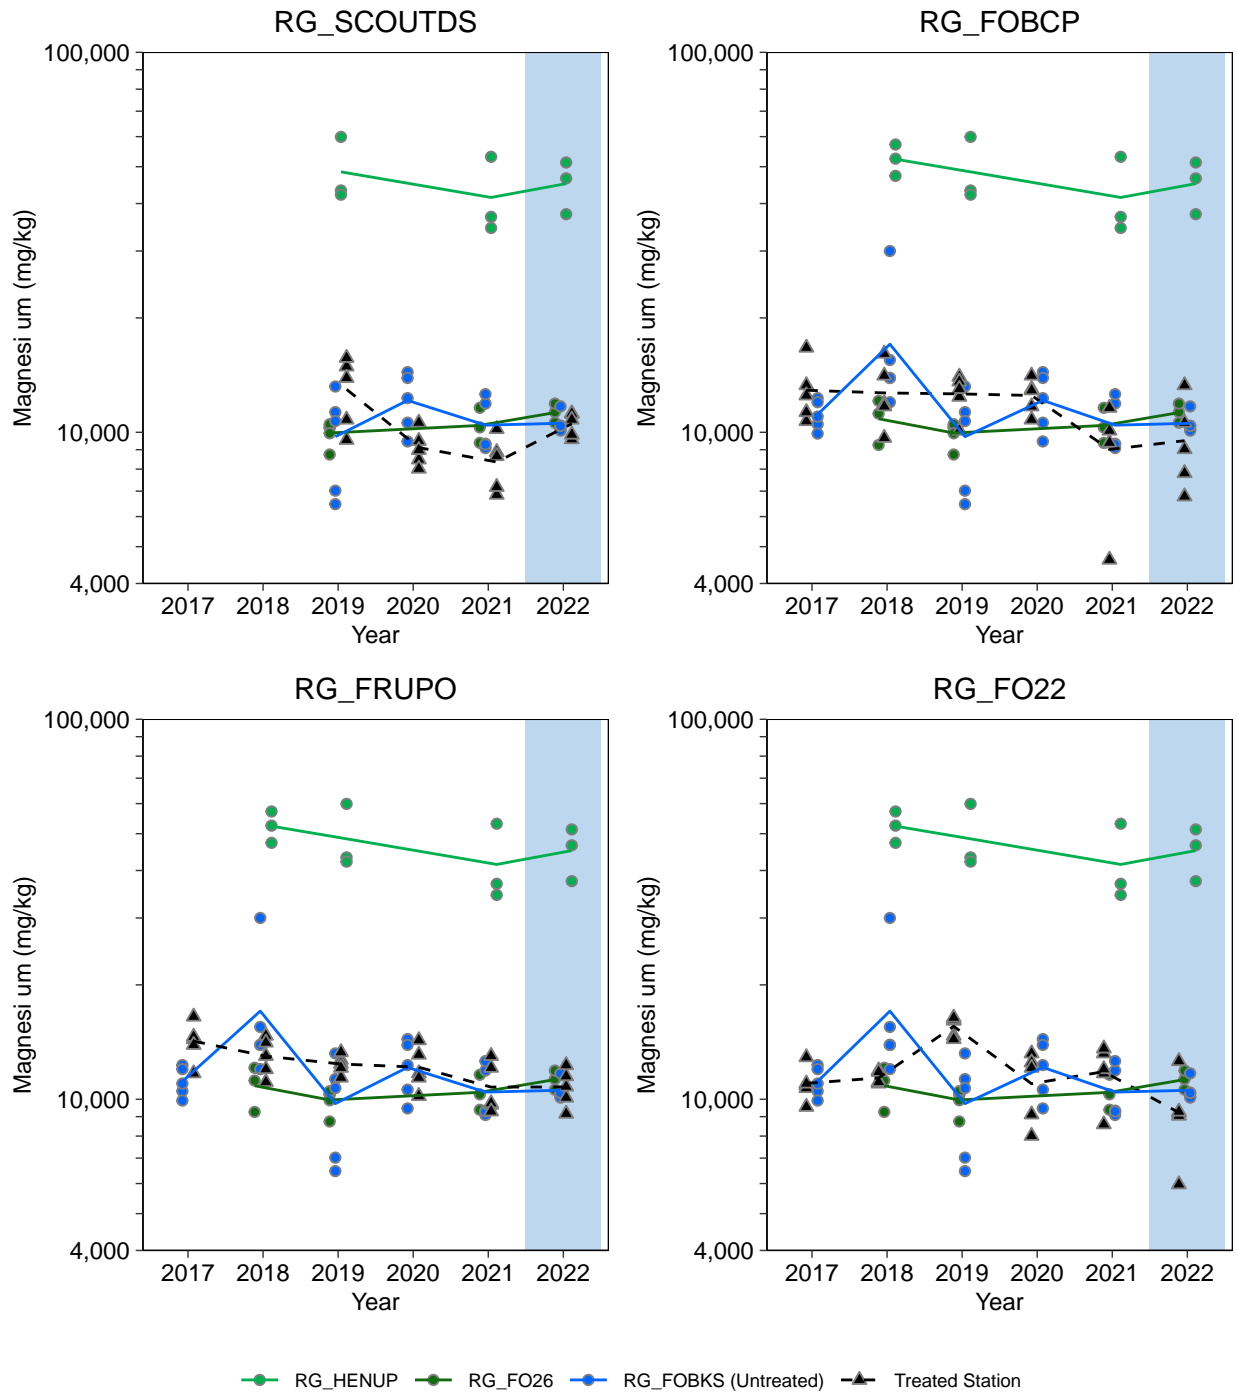 RG_SCOUTDS
100,000
10,000
4,000
Magnesi um (mg/kg)
2017 2018 2019 2020 2021 2022
Year
RG_FOBCP
100,000
10,000
4,000
Magnesi um (mg/kg)
2017 2018 2019 2020 2021 2022
Year
RG_FRUPO
100,000
10,000
4,000
Magnesi um (mg/kg)
2017 2018 2019 2020 2021 2022
Year
RG_FO22
100,000
10,000
4,000
Magnesi um (mg/kg)
2017 2018 2019 2020 2021 2022
Year
RG_HENUP RG_FO26 RG_FOBKS (Untreated) Treated Station